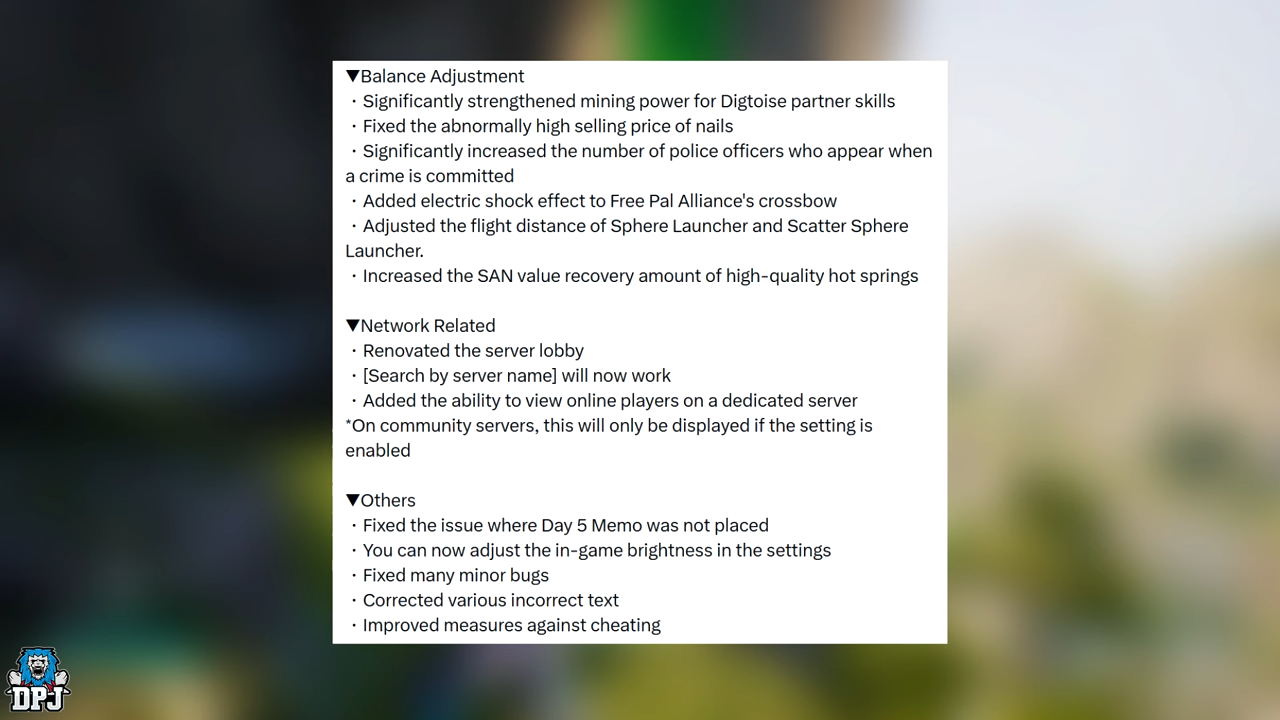 ▼Balance Adjustment
・Significantly strengthened mining power for Digtoise partner skills
・Fixed the abnormally high selling price of nails
・Significantly increased the number of police officers who appear when
a crime is committed
・Added electric shock effect to Free Pal Alliance's crossbow
・Adjusted the flight distance of Sphere Launcher and Scatter Sphere
Launcher.
・Increased the SAN value recovery amount of high-quality hot springs
▼Network Related
・Renovated the server lobby
・[Search by server name] will now work
・Added the ability to view online players on a dedicated server
*On community servers, this will only be displayed if the setting is
enabled
▼Others
・Fixed the issue where Day 5 Memo was not placed
・You can now adjust the in-game brightness in the settings
・Fixed many minor bugs
・Corrected various incorrect text
・Improved measures against cheating
DPJ